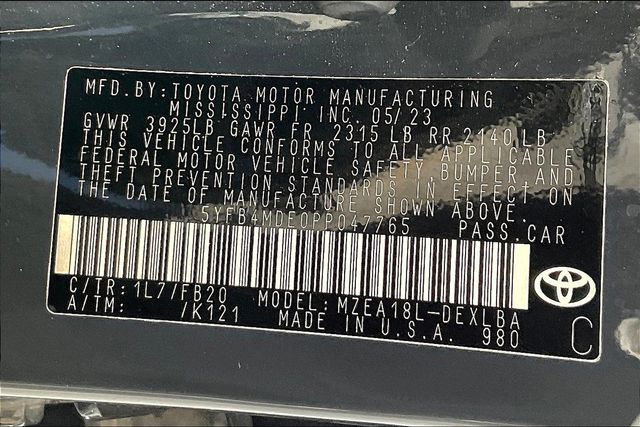 MFD.BY:TOYOTA MOTOR MANUFACTURING
MISSISSIPPI INC. 05/23
GVWR 3925LB GAWR FR 2315 LB RR 2140 LB
THIS VEHICLE CONFORMS TO ALL APPLICABLE
FEDERAL MOTOR VEHICLE SAFETY BUMPER AND
THEFT PREVENTION STANDARDS IN EFFECT ON
THE DATE OF MANUFACTURE SHOWN ABOVE.
5YFB4MDE0PP047765 PASS.CAR
C/TR: 1L7/FB20 MODEL: MZEA18L-DEXLBA
A/TM: /K121 MADE IN U.S.A. 980
C